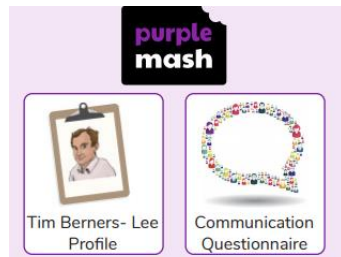 purple
mash
Tim Berners- Lee
Profile
Communication
Questionnaire